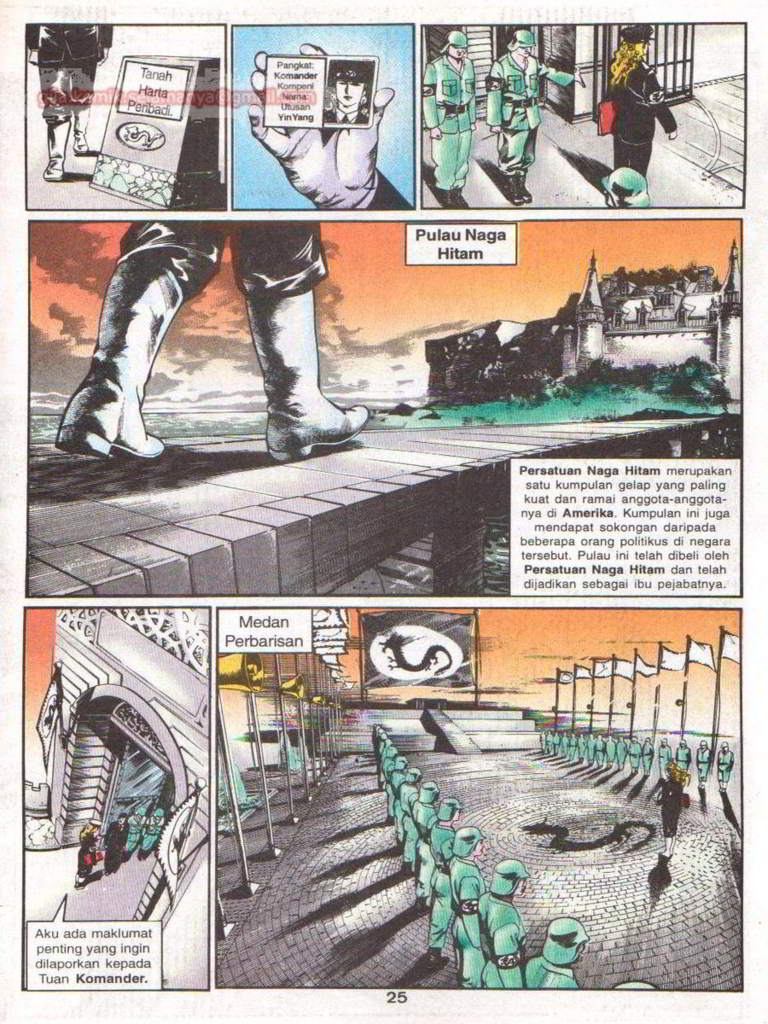 Tanah
Harta
Peribadi.
Pangkat:
Komander
Kompeni
Nama:
Utusan
YinYang
Pulau Naga
Hitam
Persatuan Naga Hitam merupakan
satu kumpulan gelap yang paling
kuat dan ramai anggota-anggota-
nya di Amerika. Kumpulan ini juga
mendapat sokongan daripada
beberapa orang politikus di negara
tersebut. Pulau ini telah dibeli oleh
Persatuan Naga Hitam dan telah
dijadikan sebagai ibu pejabatnya.
Aku ada maklumat
penting yang ingin
dilaporkan kepada
Tuan Komander.
Medan
Perbarisan
25